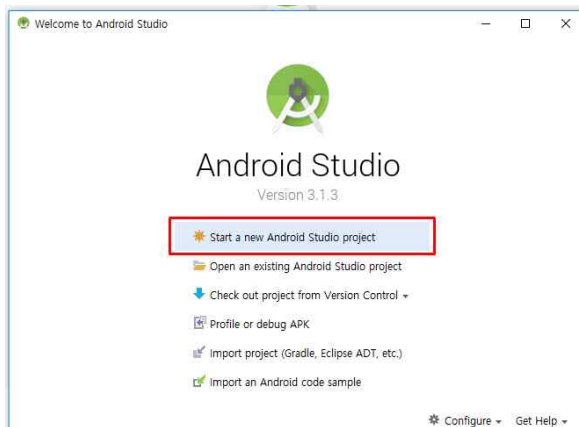 Welcome to Android Studio
Android Studio
Version 3.1.3
Start a new Android Studio project
Open an existing Android Studio project
Check out project from Version Control
Profile or debug APK
Import project (Gradle, Eclipse ADT, etc.)
Import an Android code sample
Configure Get Help